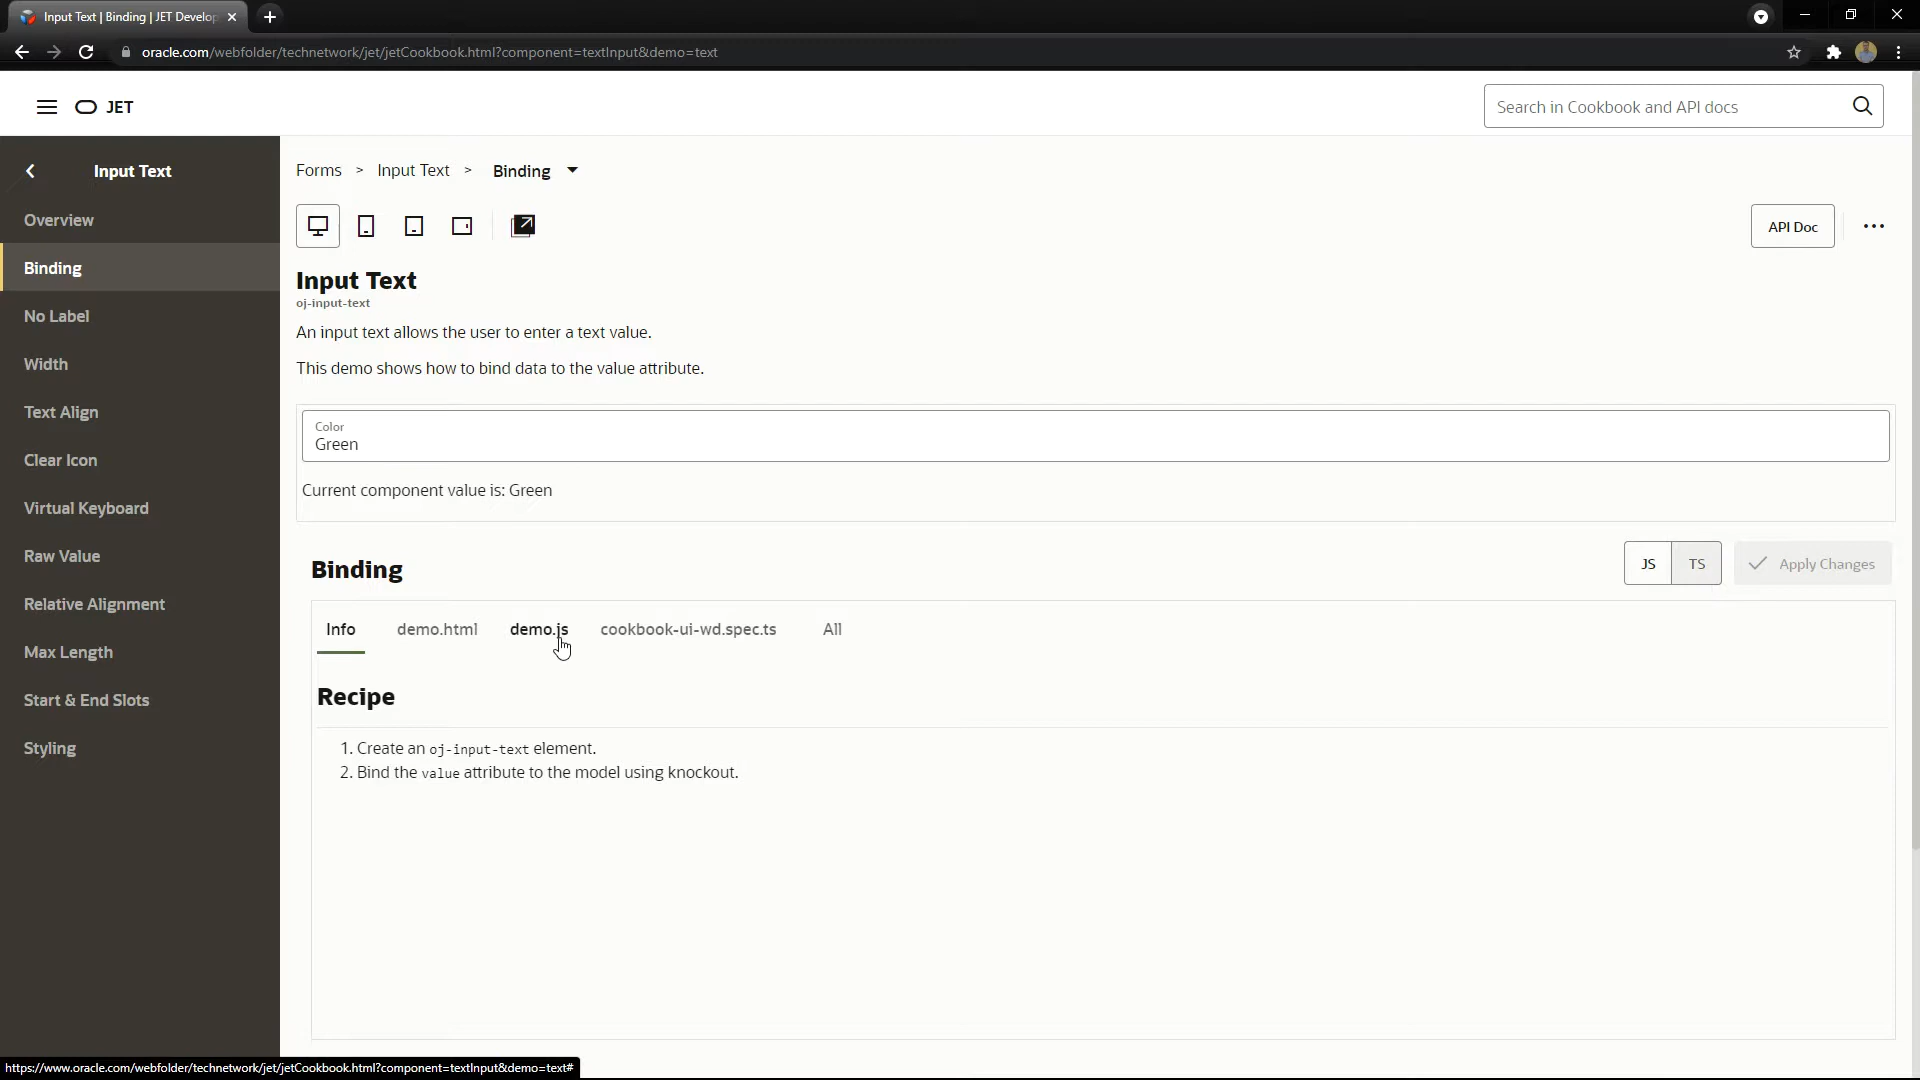 Input Text | Binding | JET Develop
oracle.com/webfolder/technetwork/jet/jetCookbook.html?component=textInput&demo=text
JET
Search in Cookbook and API docs
Input Text
Overview
Binding
No Label
Width
Text Align
Clear Icon
Virtual Keyboard
Raw Value
Relative Alignment
Max Length
Start & End Slots
Styling
Forms > Input Text > Binding
API Doc
Input Text
oj-input-text
An input text allows the user to enter a text value.
This demo shows how to bind data to the value attribute.
Color
Green
Current component value is: Green
Binding
JS TS Apply Changes
Info demo.html demo.js cookbook-ui-wd.spec.ts All
Recipe
1. Create an oj-input-text element.
2. Bind the value attribute to the model using knockout.
https://www.oracle.com/webfolder/technetwork/jet/jetCookbook.html?component=textInput&demo=text#